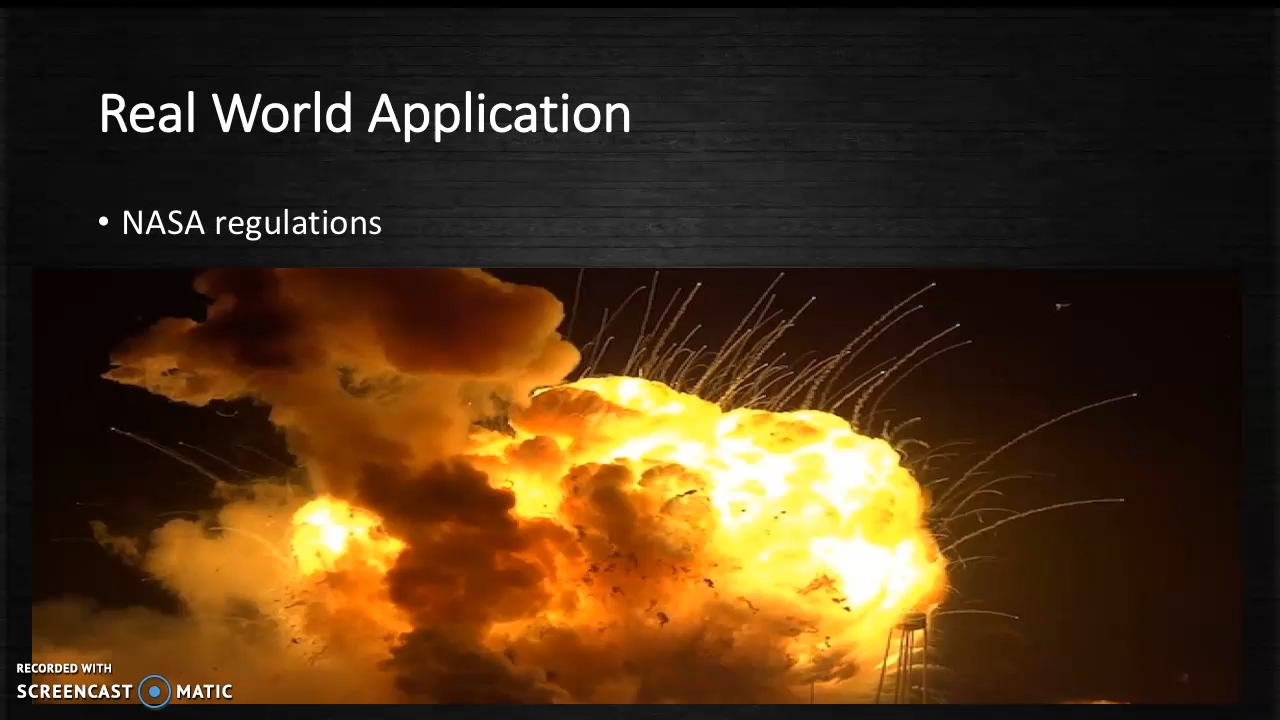 Real World Application
• NASA regulations
RECORDED WITH
SCREENCAST MATIC